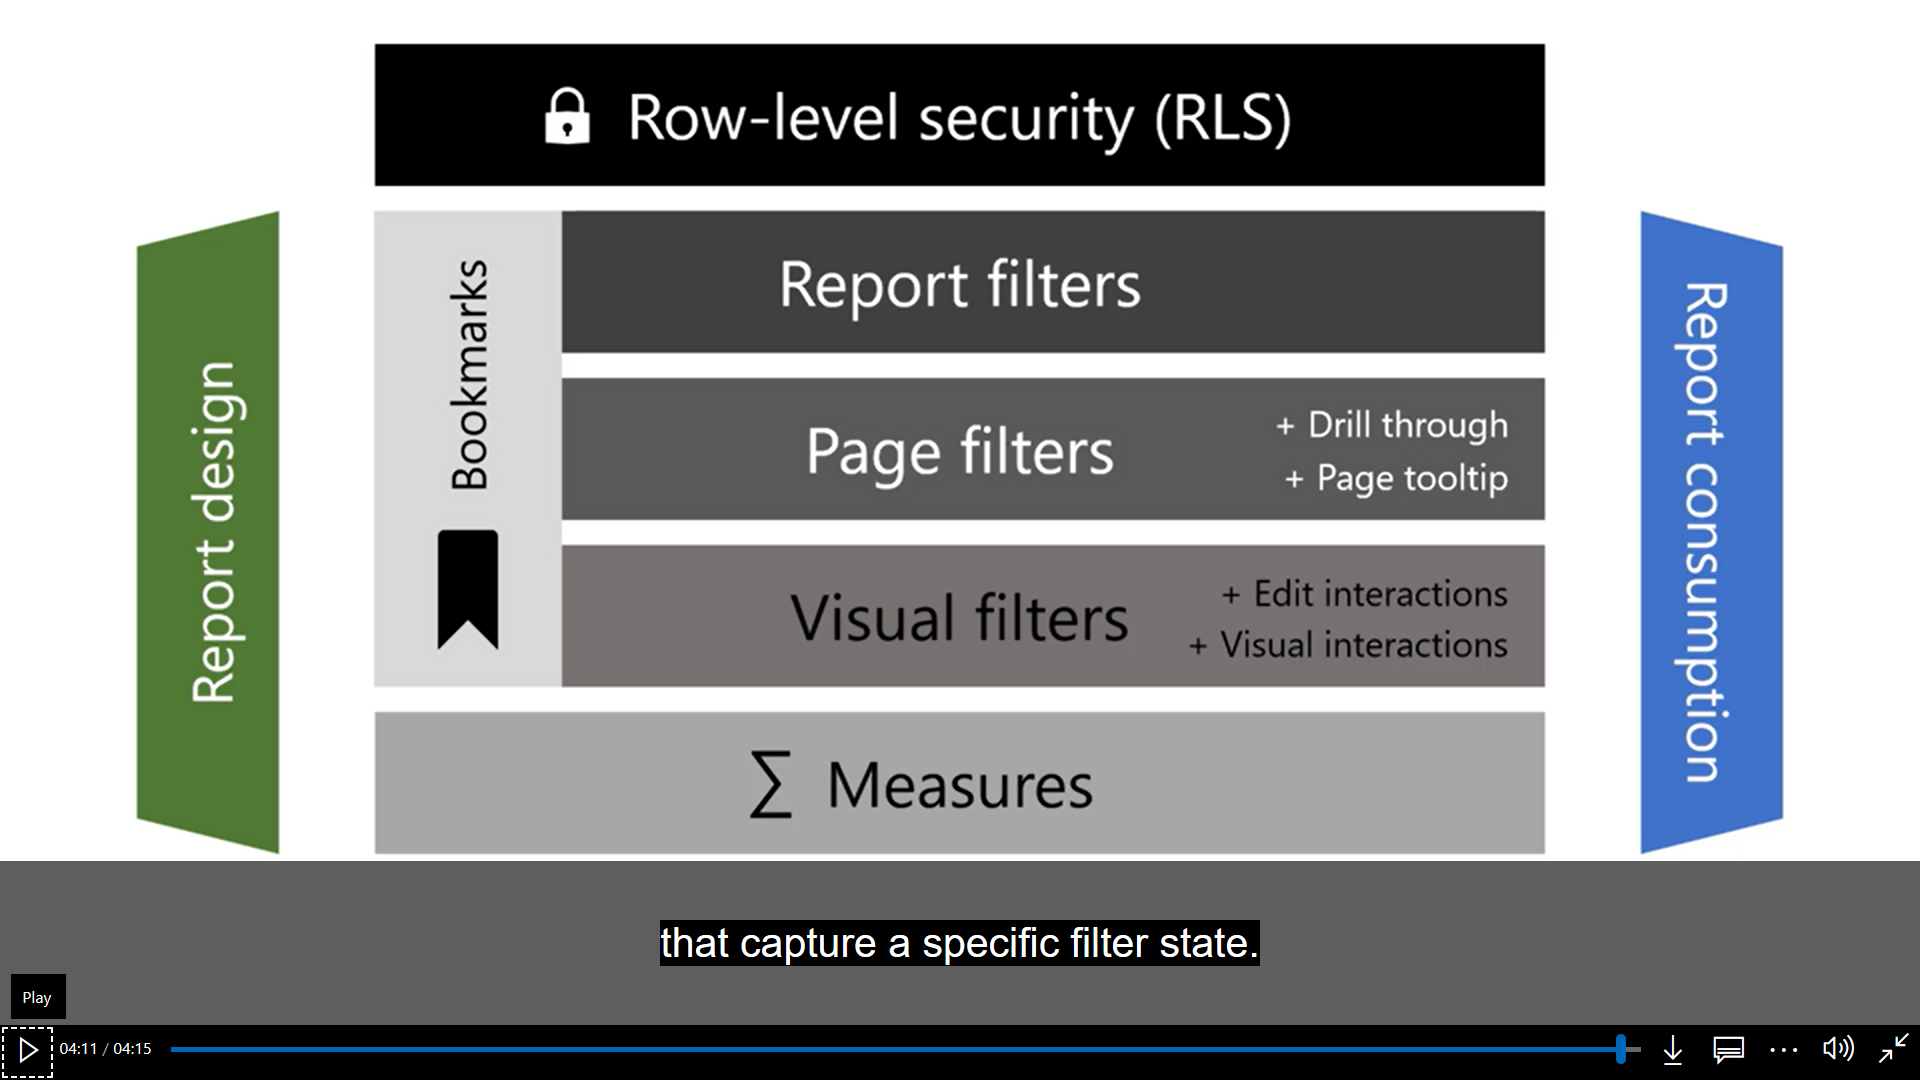 Row-level security (RLS)
Report design
Bookmarks
Report filters
Page filters
+ Drill through
+ Page tooltip
Visual filters
+ Edit interactions
+ Visual interactions
Σ Measures
Report consumption
that capture a specific filter state.
Play
04:11 / 04:15